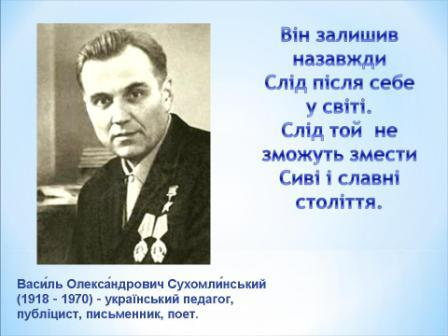 Він залишив
назавжди
Слід після себе
у світі.
Слід той не
зможуть змести
Сиві і славні
століття.
Васи́ль Олекса́ндрович Сухомли́нський
(1918 - 1970) - український педагог,
публіцист, письменник, поет.